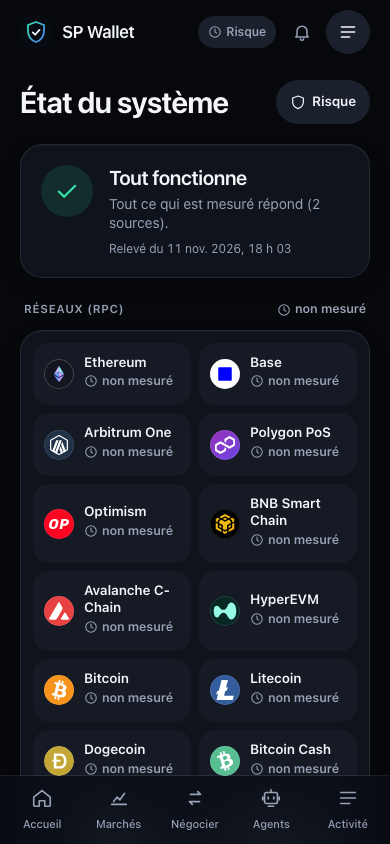 SP Wallet
Risque
État du système
Risque
Tout fonctionne
Tout ce qui est mesuré répond (2
sources).
Relevé du 11 nov. 2026, 18 h 03
RÉSEAUX (RPC)
non mesuré
Ethereum
non mesuré
Base
non mesuré
Arbitrum One
non mesuré
Polygon PoS
non mesuré
OP
Optimism
non mesuré
BNB Smart
Chain
non mesuré
Avalanche C-
Chain
non mesuré
HyperEVM
non mesuré
Bitcoin
non mesuré
Litecoin
non mesuré
Dogecoin
non mesuré
Bitcoin Cash
non mesuré
Accueil
Marchés
Négocier
Agents
Activité